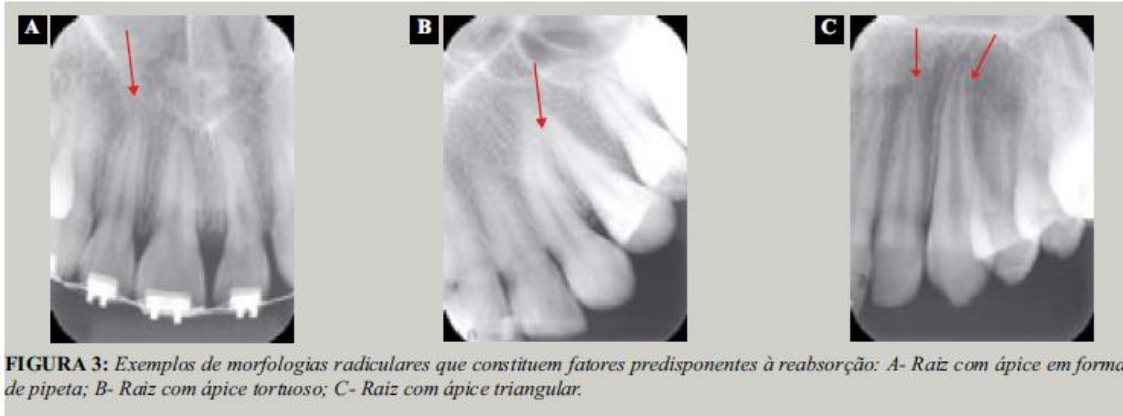 A
B
C
FIGURA 3: Exemplos de morfologias radiculares que constituem fatores predisponentes à reabsorção: A- Raiz com ápice em forma
de pipeta; B- Raiz com ápice tortuoso; C- Raiz com ápice triangular.